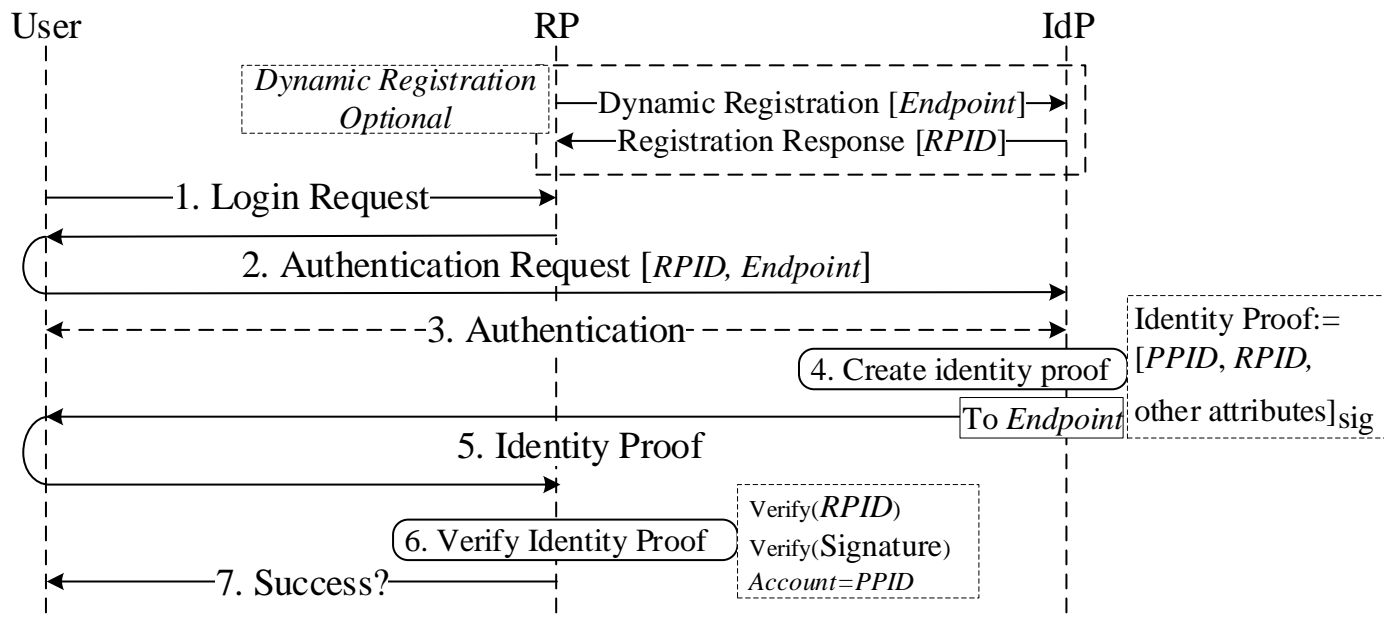 User
RP
IdP
Dynamic Registration
Optional
Dynamic Registration [Endpoint]
Registration Response [RPID]
1. Login Request
2. Authentication Request [RPID, Endpoint]
3. Authentication
Identity Proof:=
[PPID, RPID,
other attributes]sig
4. Create identity proof
To Endpoint
5. Identity Proof
6. Verify Identity Proof
Verify(RPID)
Verify(Signature)
Account=PPID
7. Success?